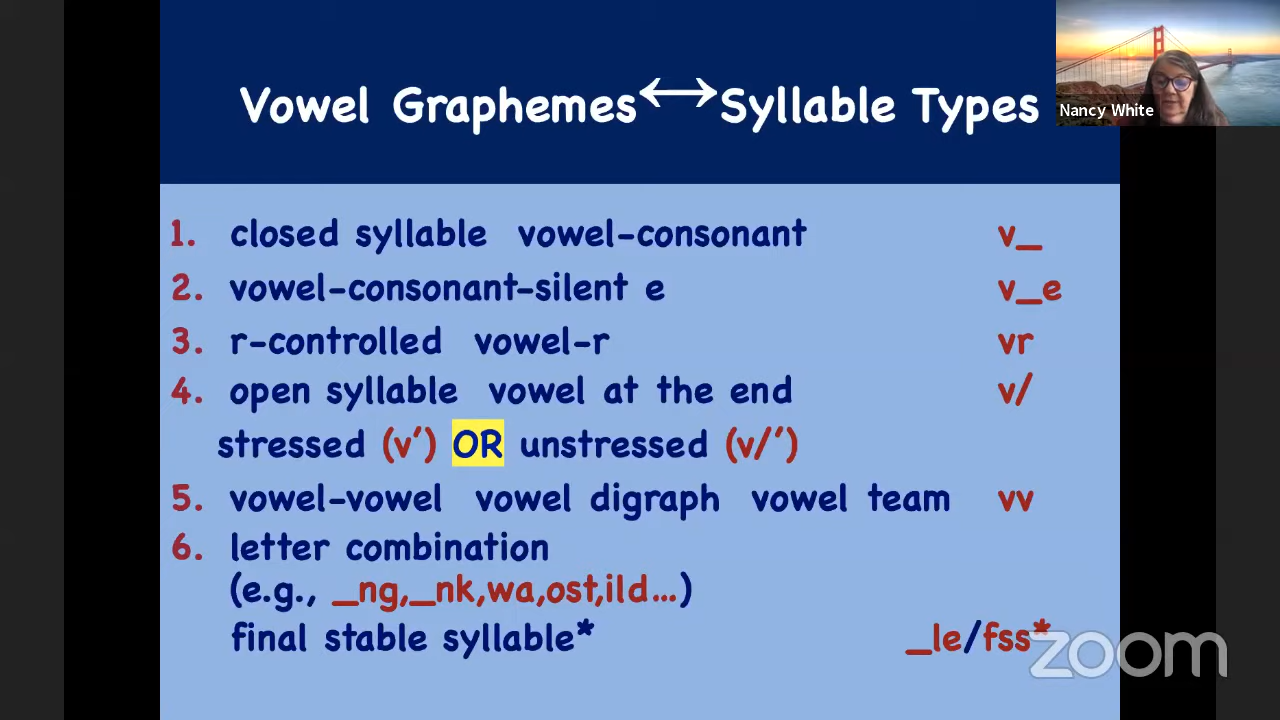 Vowel Graphemes↔Syllable Types
Nancy White
1. closed syllable vowel-consonant v_
2. vowel-consonant-silent e v_e
3. r-controlled vowel-r vr
4. open syllable vowel at the end v/
stressed (v′) OR unstressed (v/′)
5. vowel-vowel vowel digraph vowel team vv
6. letter combination
(e.g., _ng,_nk,wa,ost,ild…)
final stable syllable* _le/fss*
zoom